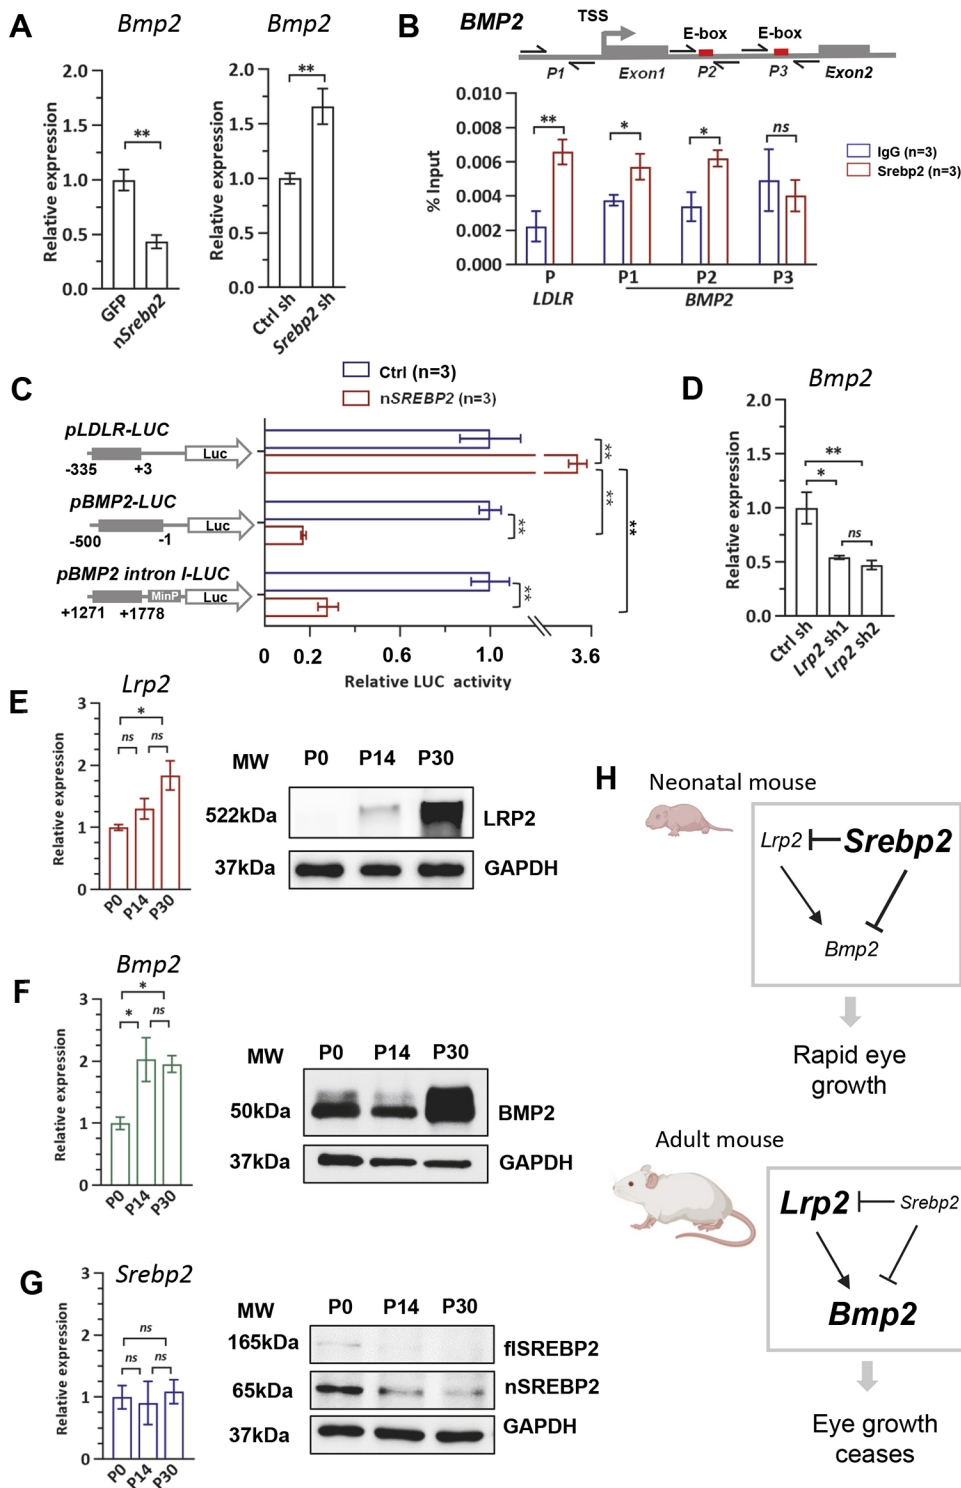 A
Bmp2
Relative expression
2.0
1.5
1.0
0.5
0.0
**
GFP
nSrebp2
Bmp2
Relative expression
2.0
1.5
1.0
0.5
0.0
**
Ctrl sh
Srebp2 sh
B
BMP2
TSS
E-box
E-box
P1
Exon1
P2
P3
Exon2
% Input
0.010
0.008
0.006
0.004
0.002
0.000
**
*
*
ns
IgG (n=3)
Srebp2 (n=3)
P
P1
P2
P3
LDLR
BMP2
C
Ctrl (n=3)
nSREBP2 (n=3)
pLDLR-LUC
Luc
-335
+3
pBMP2-LUC
Luc
-500
-1
pBMP2 intron I-LUC
MinP
Luc
+1271
+1778
**
**
**
**
**
0
0.2
0.6
1.0
3.6
Relative LUC activity
D
Bmp2
Relative expression
2.0
1.5
1.0
0.5
0.0
**
*
ns
Ctrl sh
Lrp2 sh1
Lrp2 sh2
E
Lrp2
Relative expression
3
2
1
0
*
ns
ns
P0
P14
P30
MW
P0
P14
P30
522kDa
LRP2
37kDa
GAPDH
F
Bmp2
Relative expression
3
2
1
0
*
*
ns
P0
P14
P30
MW
P0
P14
P30
50kDa
BMP2
37kDa
GAPDH
G
Srebp2
Relative expression
3
2
1
0
ns
ns
ns
P0
P14
P30
MW
P0
P14
P30
165kDa
flSREBP2
65kDa
nSREBP2
37kDa
GAPDH
H
Neonatal mouse
Lrp2
Srebp2
Bmp2
Rapid eye
growth
Adult mouse
Lrp2
Srebp2
Bmp2
Eye growth
ceases